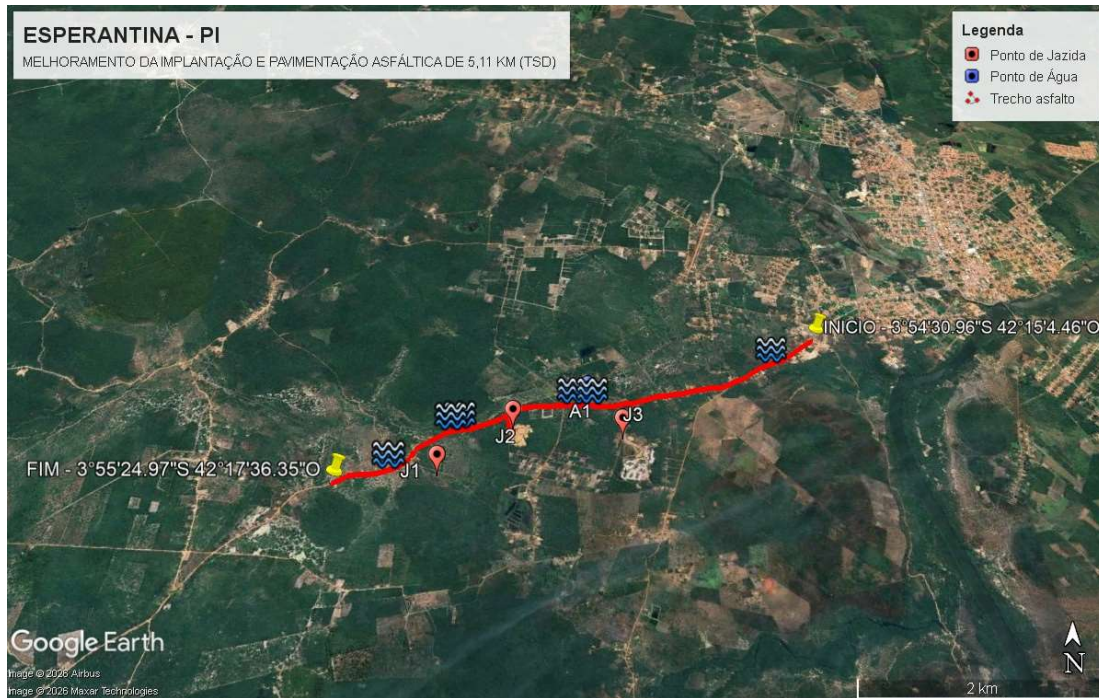 ESPERANTINA - PI
MELHORAMENTO DA IMPLANTAÇÃO E PAVIMENTAÇÃO ASFÁLTICA DE 5,11 KM (TSD)
Legenda
Ponto de Jazida
Ponto de Água
Trecho asfalto
INICIO - 3°54'30.96"S 42°15'4.46"O
A1
J3
J2
FIM - 3°55'24.97"S 42°17'36.35"O
J1
Google Earth
Image © 2026 Airbus
Image © 2026 Maxar Technologies
N
2 km